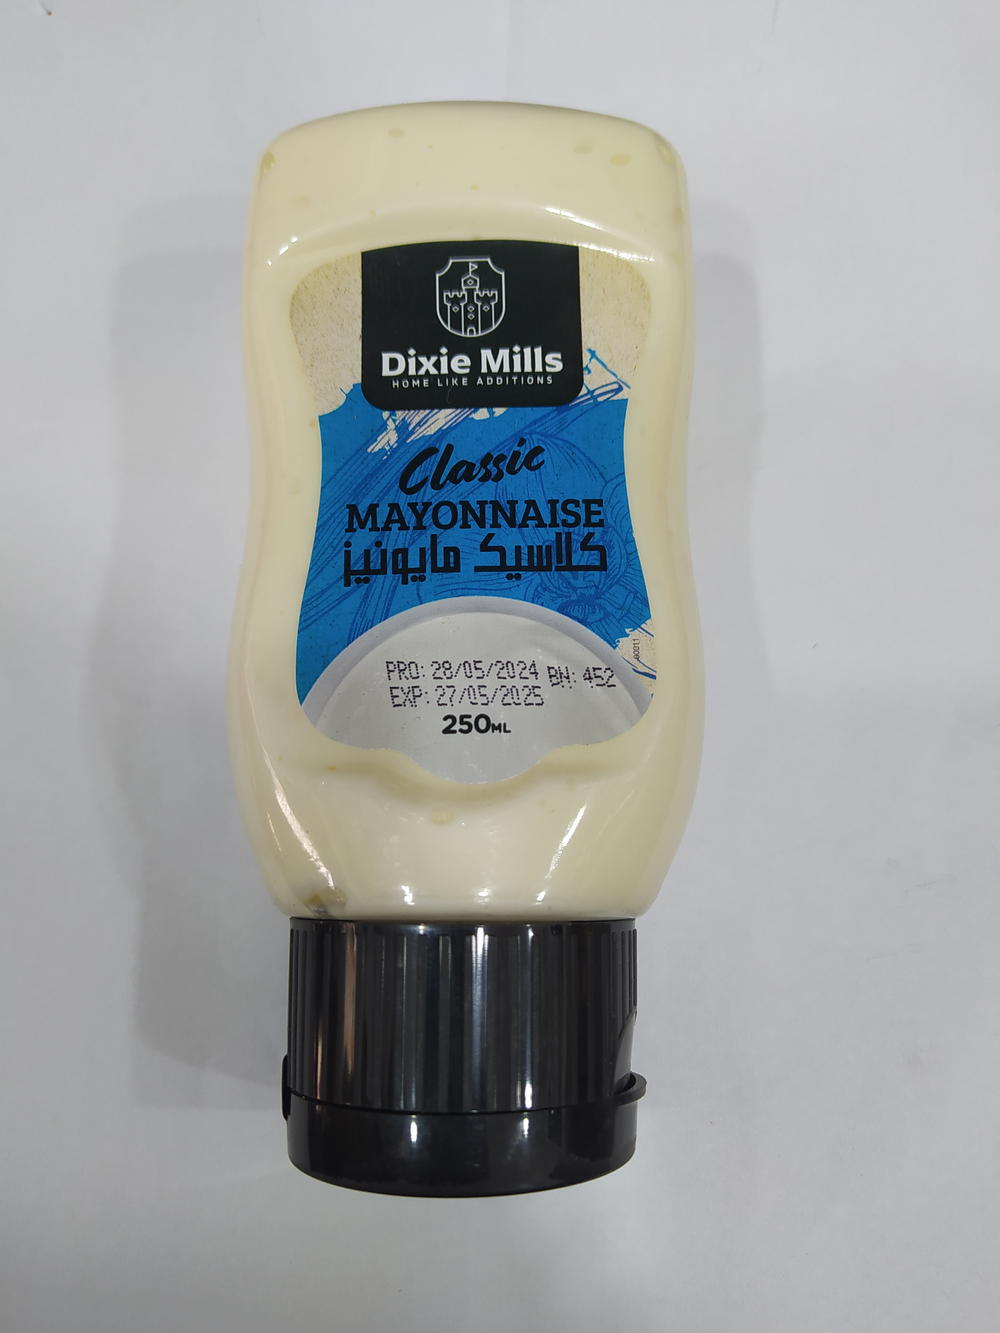 Dixie Mills
HOME LIKE ADDITIONS
Classic
MAYONNAISE
كلاسيك مايونيز
PRO: 28/05/2024 BN: 452
EXP: 27/05/2025
250ML